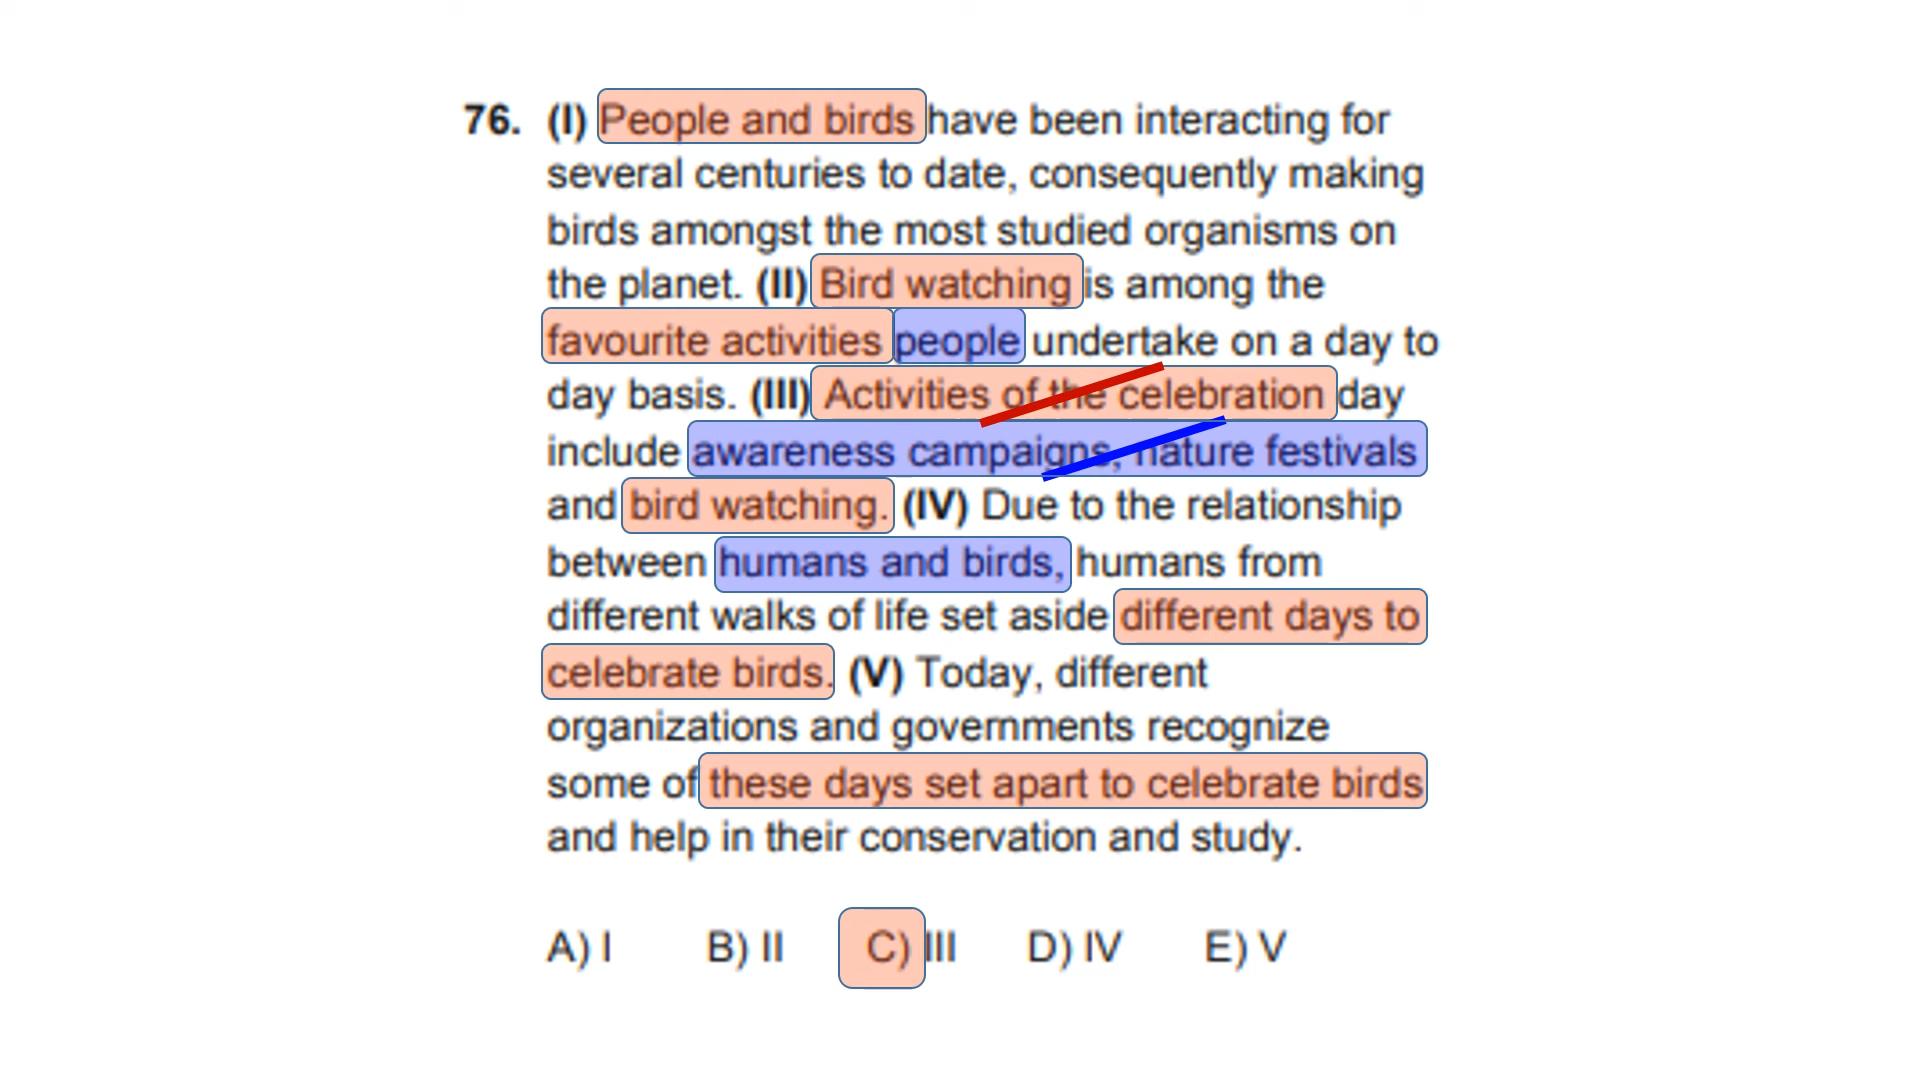 76. (I) People and birds have been interacting for
several centuries to date, consequently making
birds amongst the most studied organisms on
the planet. (II) Bird watching is among the
favourite activities people undertake on a day to
day basis. (III) Activities of the celebration day
include awareness campaigns, nature festivals
and bird watching. (IV) Due to the relationship
between humans and birds, humans from
different walks of life set aside different days to
celebrate birds. (V) Today, different
organizations and governments recognize
some of these days set apart to celebrate birds
and help in their conservation and study.
A) I B) II C) III D) IV E) V